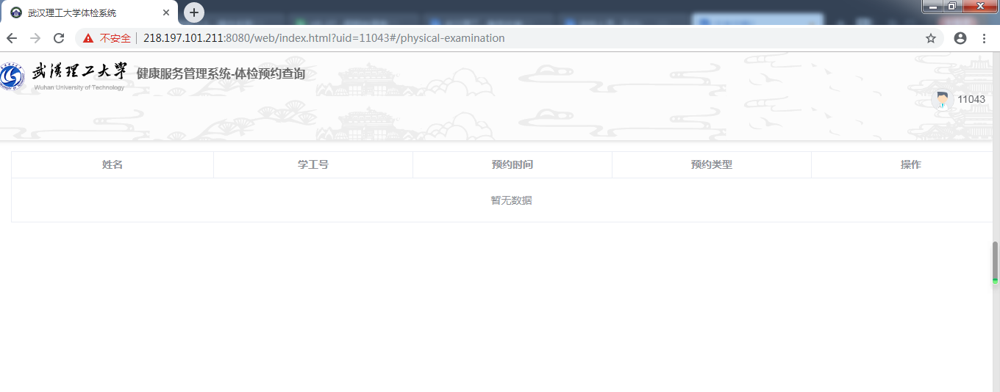 武汉理工大学体检系统
不安全 218.197.101.211:8080/web/index.html?uid=11043#/physical-examination
武汉理工大学 健康服务管理系统-体检预约查询
Wuhan University of Technology
11043
姓名 学工号 预约时间 预约类型 操作
暂无数据